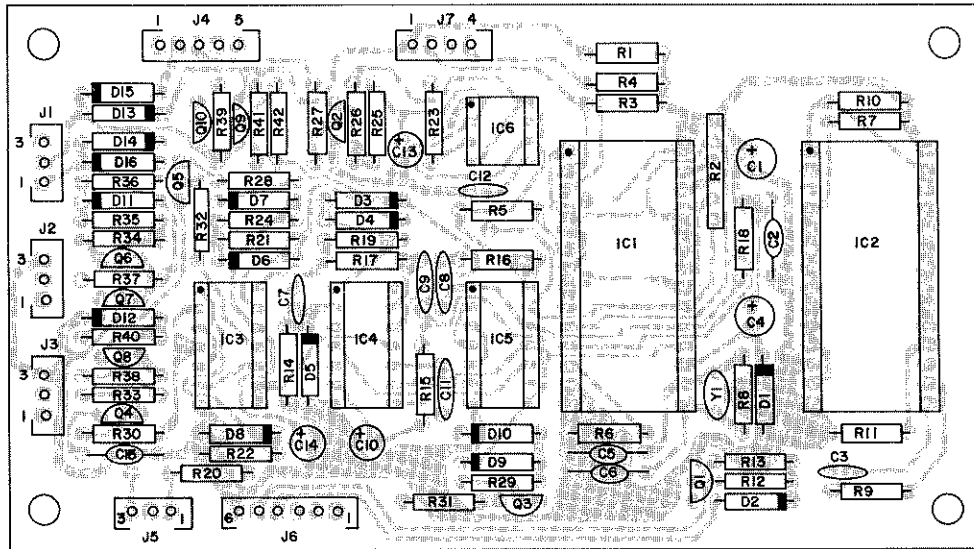 1 J4 5
1 J7 4
R1
R4
R3
D15
D13
J1
3
1
D14
D16
R36
D11
R35
R34
Q10
R39
Q9
R41
R42
R27
Q2
R26
R25
C13
R23
IC6
C12
R5
R2
C1
R10
R7
Q5
R32
R28
D7
R24
R21
D6
D3
D4
R19
R17
R16
IC1
R18
C2
IC2
J2
3
1
Q6
R37
Q7
D12
R40
Q8
R38
R33
Q4
R30
C15
J3
3
1
IC3
C7
R14
D5
IC4
C9
C8
R15
C11
IC5
C4
Y1
R8
D1
D8
R22
R20
C14
C10
D10
D9
R29
R31
Q3
R6
C5
C6
Q1
R13
R12
D2
R11
C3
R9
3 1
J5
6 1
J6